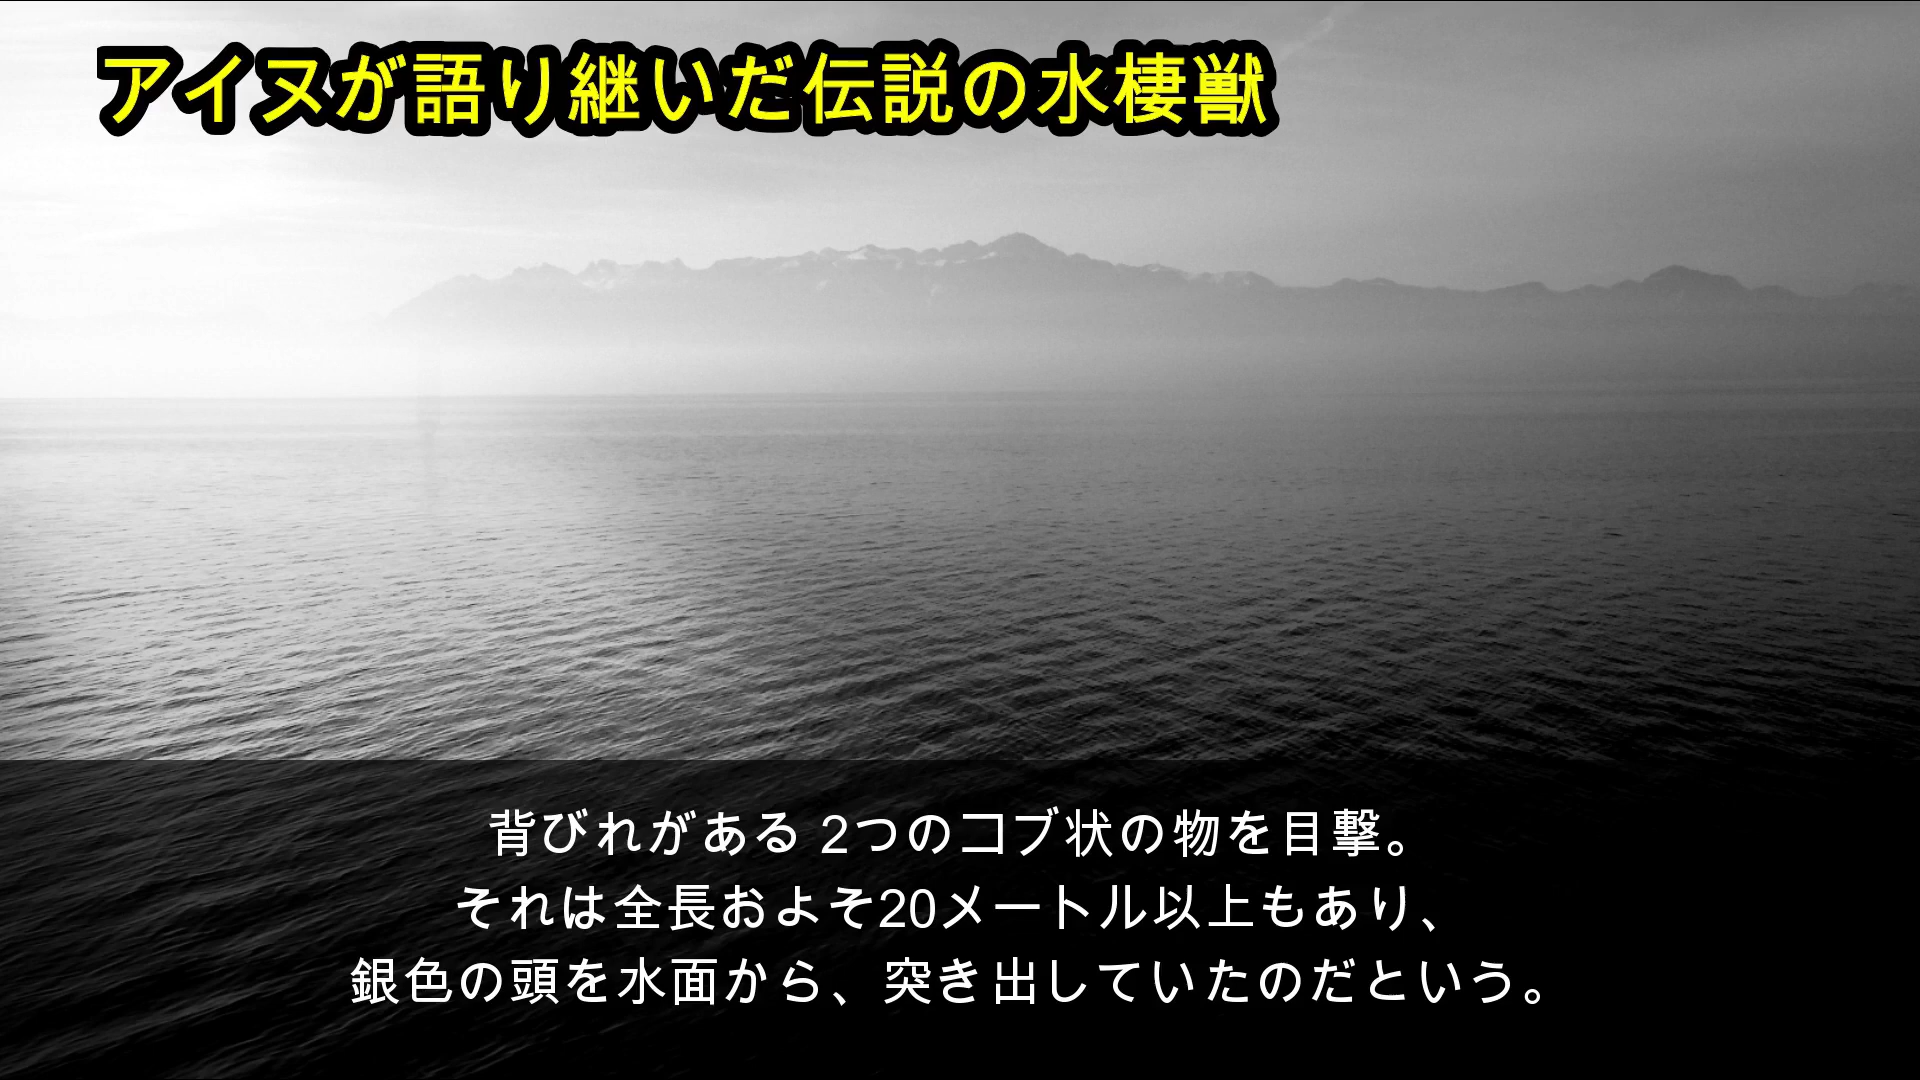 アイヌが語り継いだ伝説の水棲獣
背びれがある 2つのコブ状の物を目撃。
それは全長およそ20メートル以上もあり、
銀色の頭を水面から、突き出していたのだという。